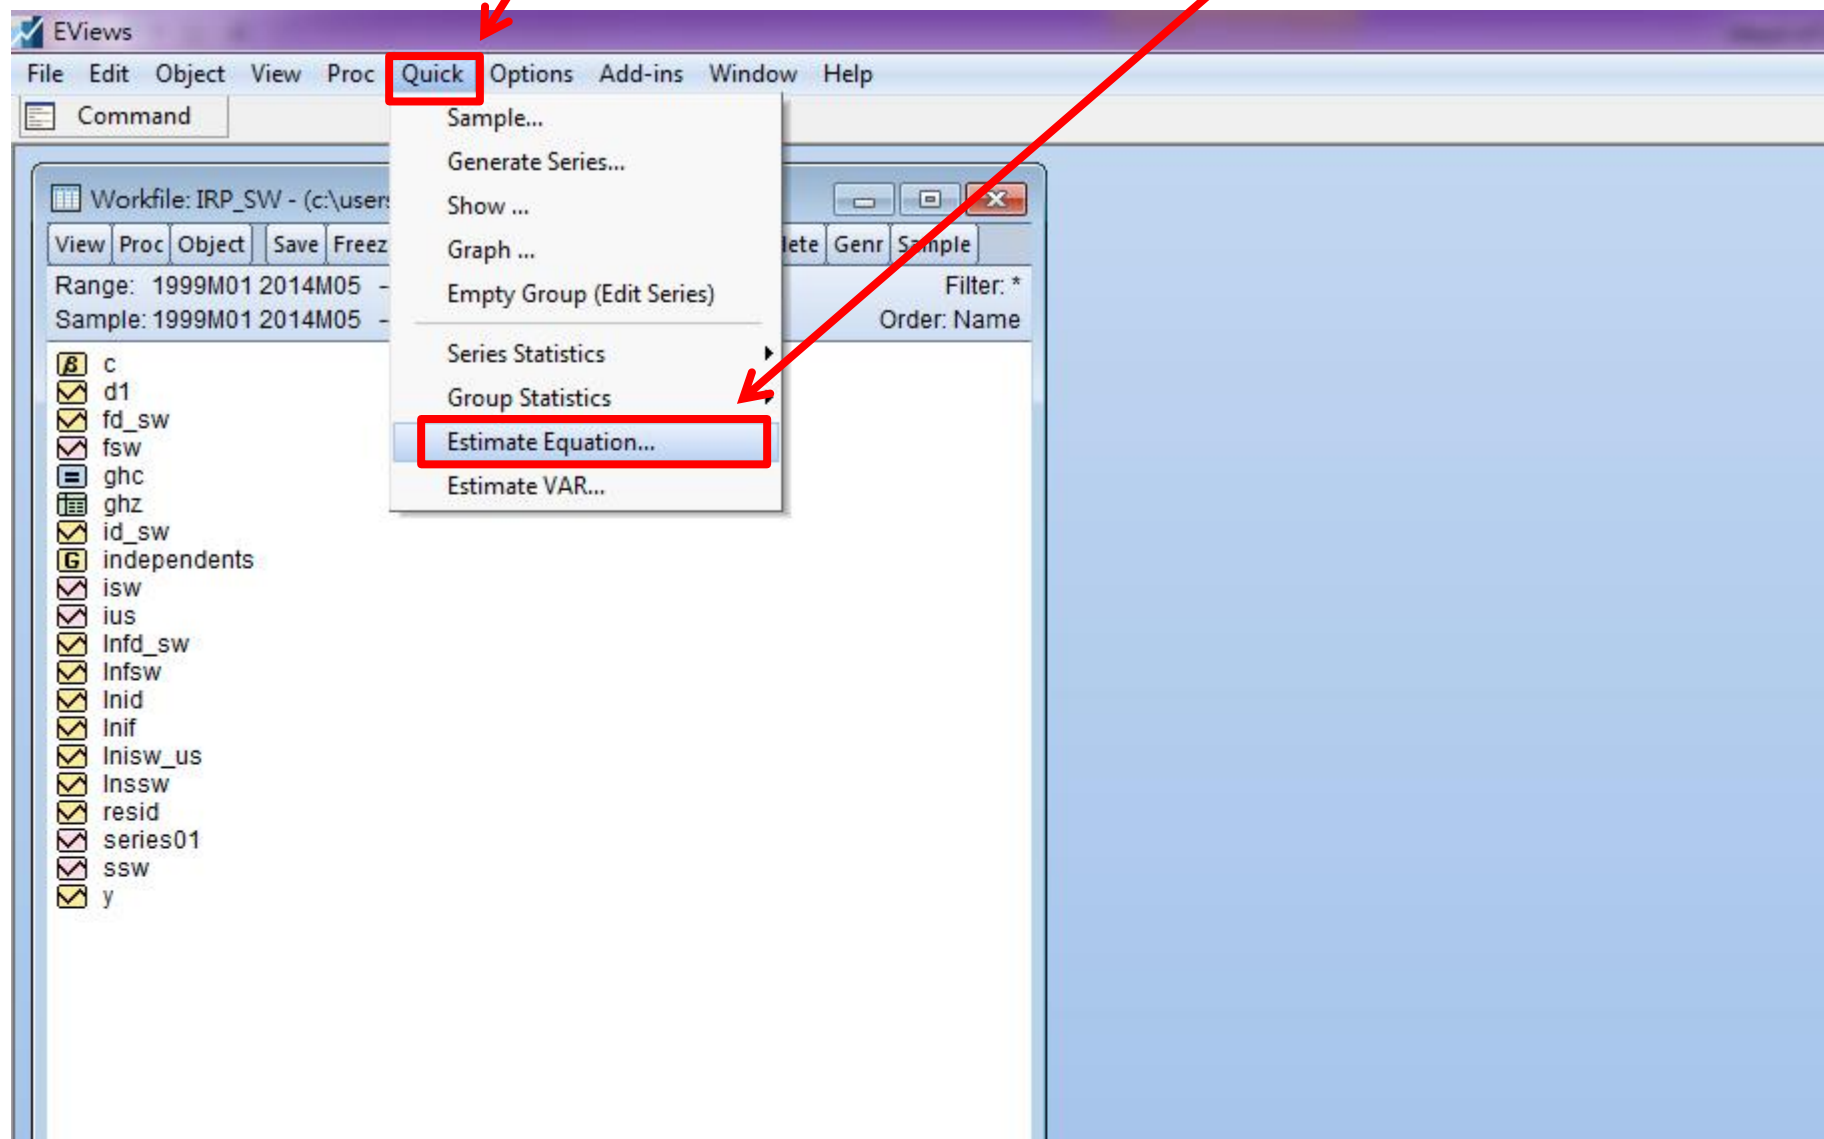 EViews
File Edit Object View Proc Quick Options Add-ins Window Help
Command
Sample...
Generate Series...
Show ...
Graph ...
Empty Group (Edit Series)
Series Statistics
Group Statistics
Estimate Equation...
Estimate VAR...
Workfile: IRP_SW - (c:\users
View Proc Object Save Freez lete Genr Sample
Range: 1999M01 2014M05 - Filter: *
Sample: 1999M01 2014M05 - Order: Name
β c
d1
fd_sw
fsw
= ghc
ghz
id_sw
G independents
isw
ius
lnfd_sw
lnfsw
lnid
lnif
lnisw_us
lnssw
resid
series01
ssw
y